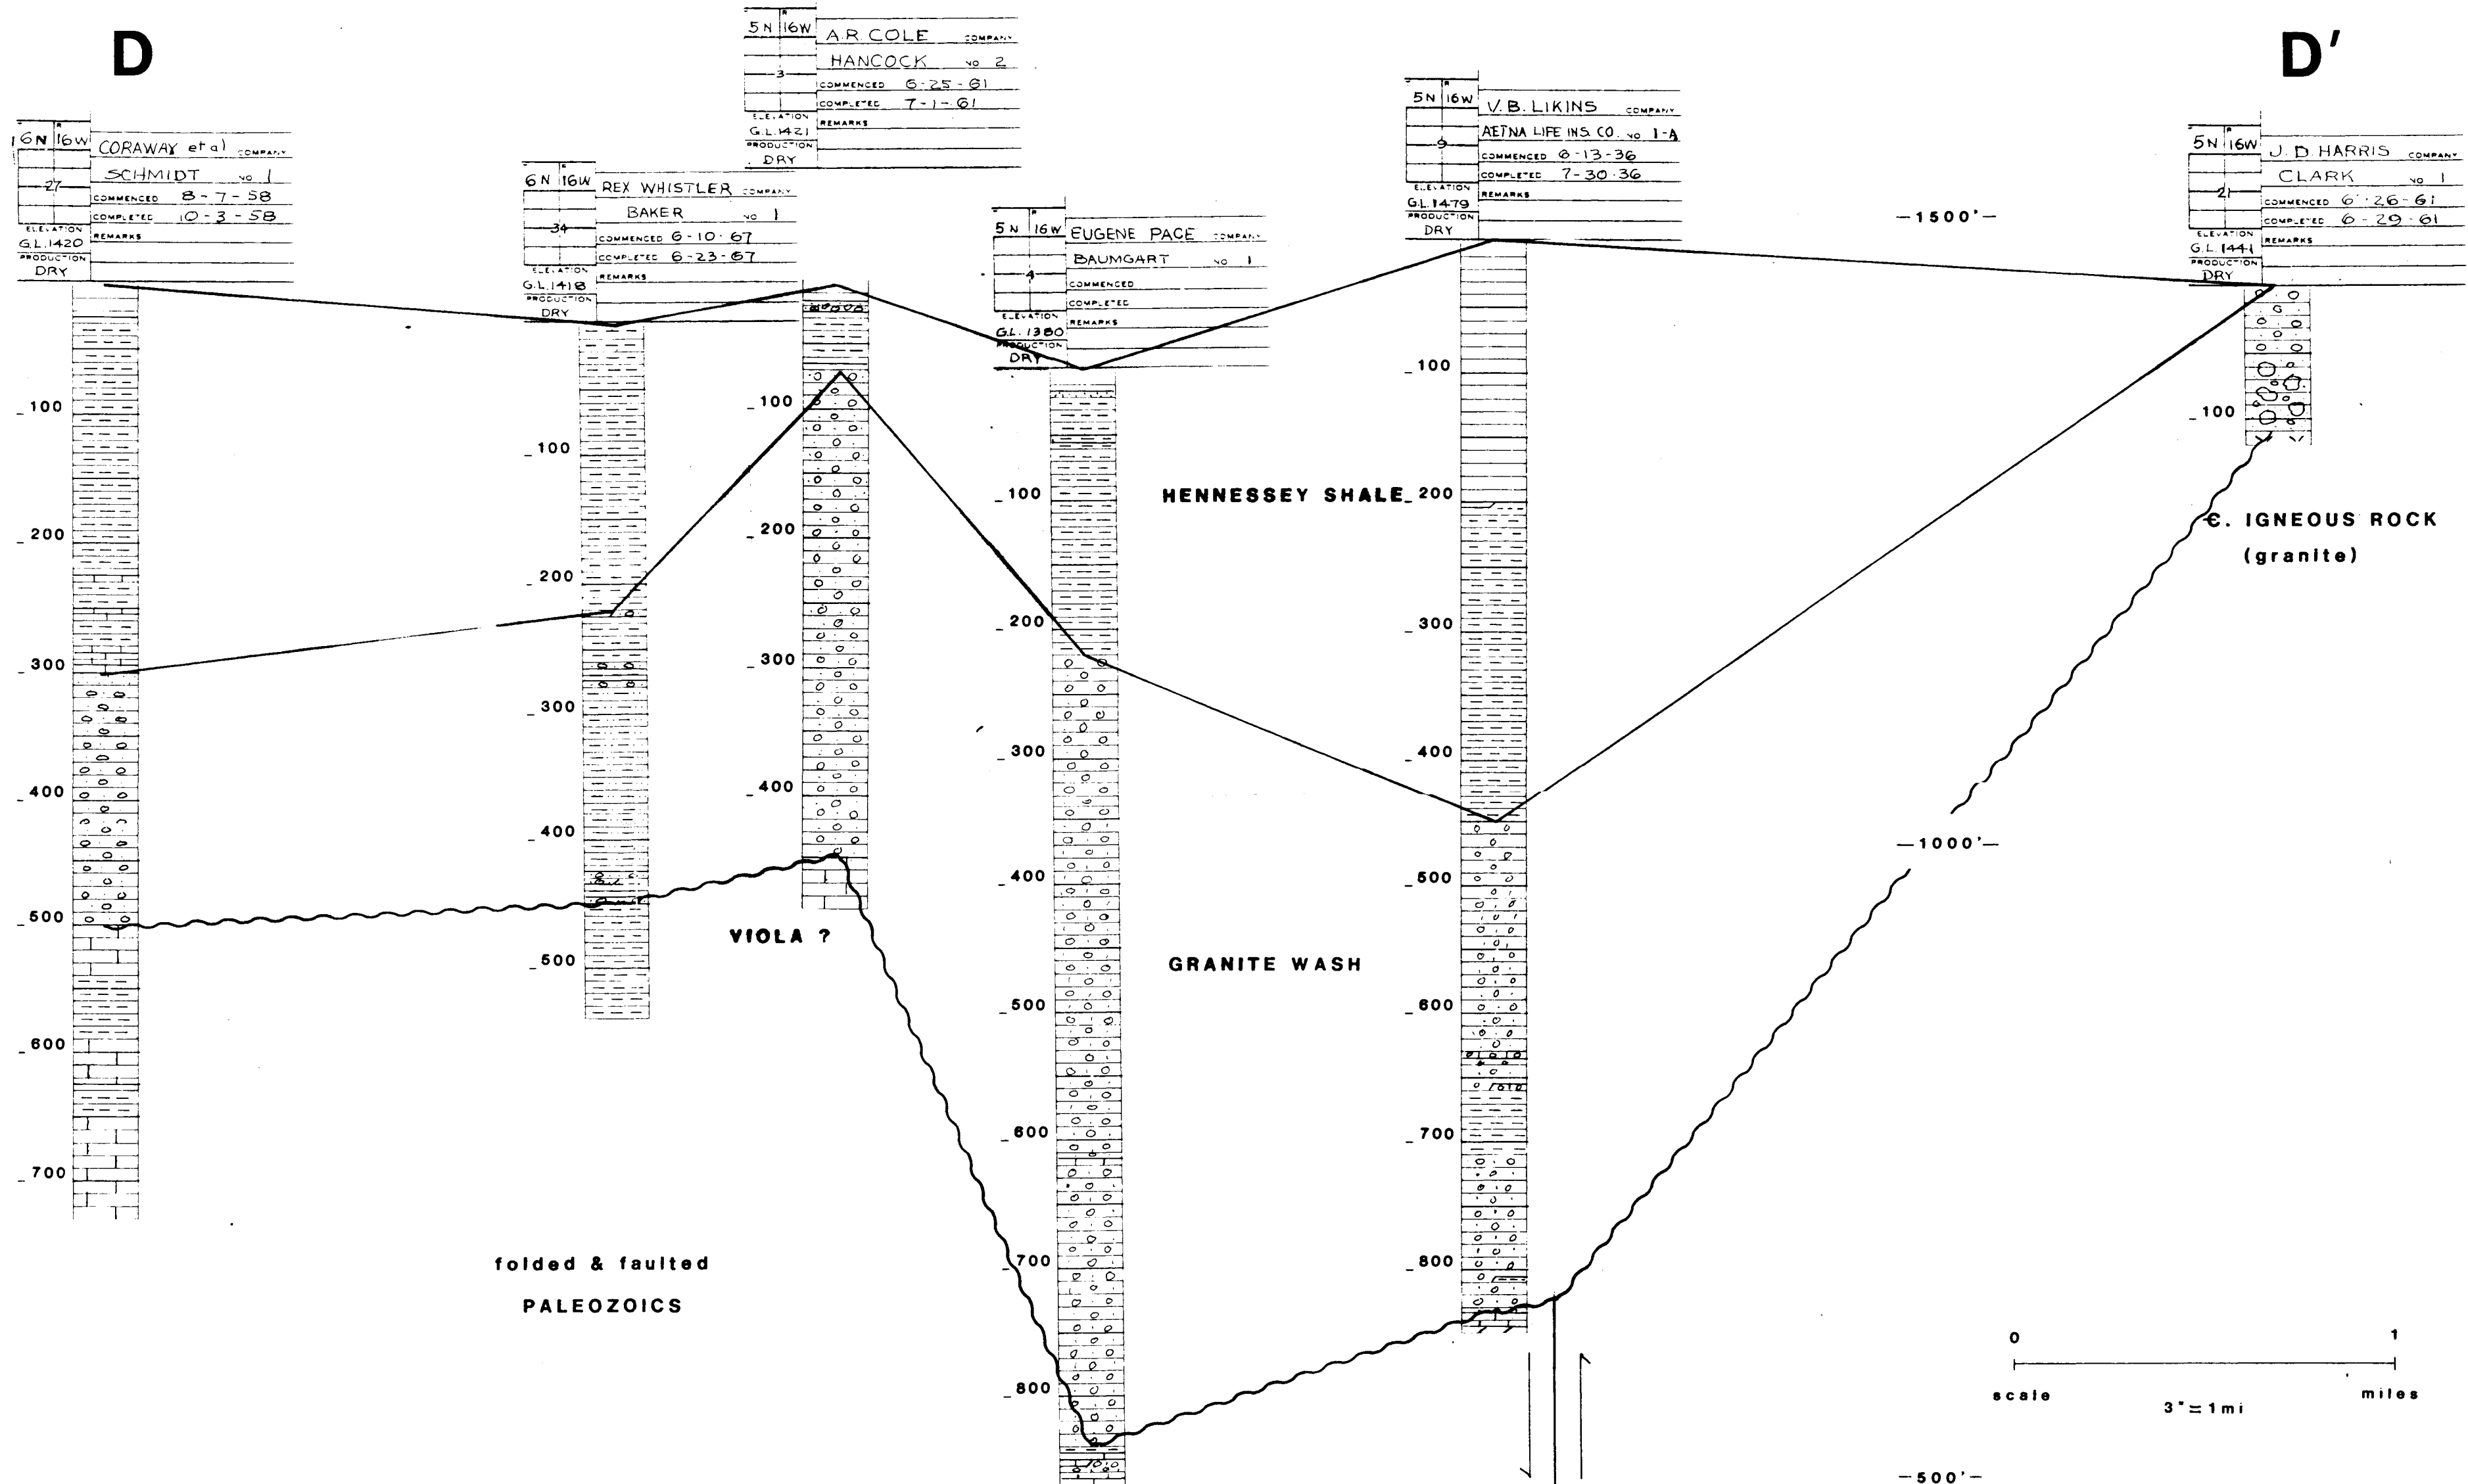 D
D'
6N 16W
27
CORAWAY et al COMPANY
SCHMIDT NO 1
COMMENCED 8-7-58
COMPLETED 10-3-58
REMARKS
ELEVATION
G.L.1420
PRODUCTION
DRY
6N 16W
34
REX WHISTLER COMPANY
BAKER NO 1
COMMENCED 6-10-67
COMPLETED 6-23-67
REMARKS
ELEVATION
G.L.1418
PRODUCTION
DRY
5N 16W
3
A.R. COLE COMPANY
HANCOCK NO 2
COMMENCED 6-25-61
COMPLETED 7-1-61
REMARKS
ELEVATION
G.L.1421
PRODUCTION
DRY
5N 16W
4
EUGENE PACE COMPANY
BAUMGART NO 1
COMMENCED
COMPLETED
REMARKS
ELEVATION
G.L. 1380
PRODUCTION
DRY
5N 16W
9
V.B. LIKINS COMPANY
AETNA LIFE INS. CO. NO 1-A
COMMENCED 6-13-36
COMPLETED 7-30-36
REMARKS
ELEVATION
G.L.1479
PRODUCTION
DRY
5N 16W
21
J.D. HARRIS COMPANY
CLARK NO 1
COMMENCED 6-26-61
COMPLETED 6-29-61
REMARKS
ELEVATION
G.L. 1441
PRODUCTION
DRY
100
200
300
400
500
600
700
100
200
300
400
500
100
200
300
400
100
200
300
400
500
600
700
800
100
200
300
400
500
600
700
800
100
—1500'—
—1000'—
—500'—
HENNESSEY SHALE
Ꞓ. IGNEOUS ROCK
(granite)
VIOLA ?
GRANITE WASH
folded & faulted
PALEOZOICS
0 1
scale miles
3"=1mi